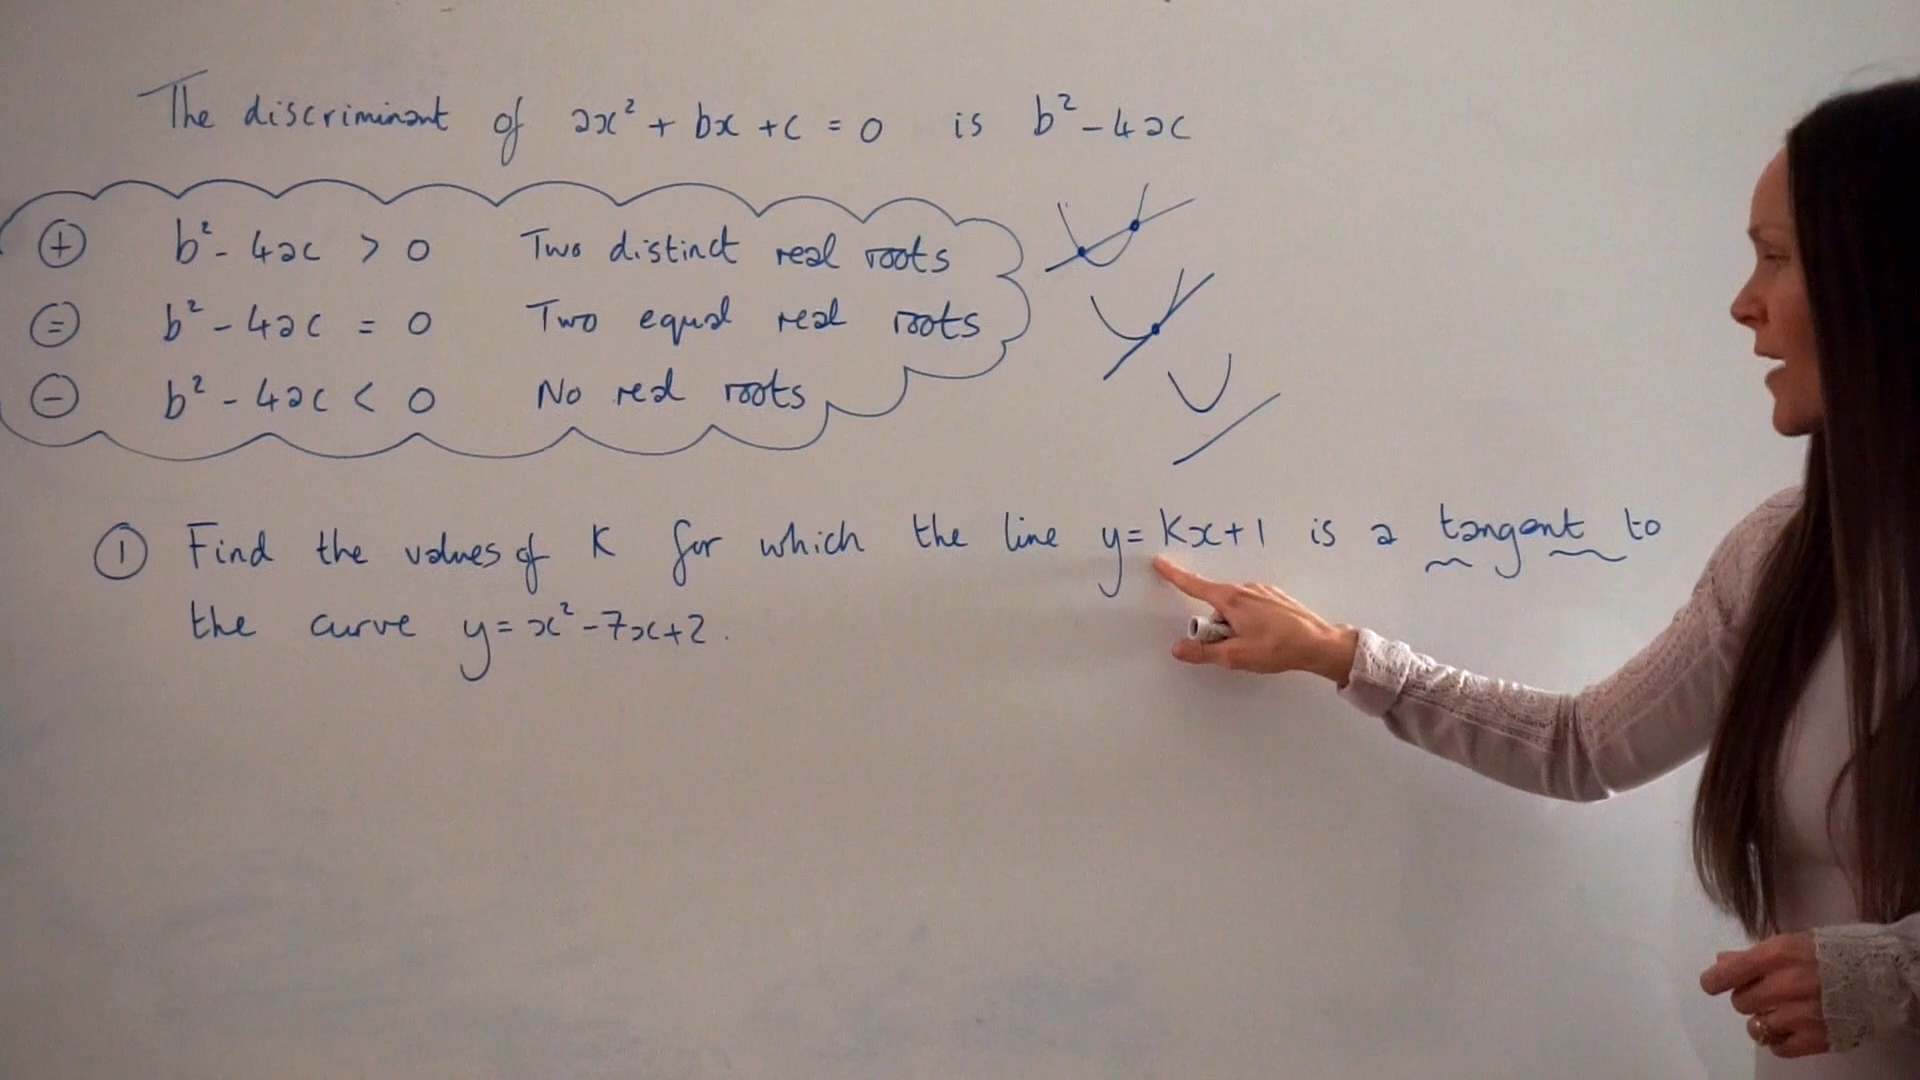 The discriminant of ax² + bx + c = 0 is b² - 4ac
+ b² - 4ac > 0 Two distinct real roots
= b² - 4ac = 0 Two equal real roots
- b² - 4ac < 0 No real roots
1 Find the values of K for which the line y = Kx+1 is a tangent to
the curve y = x² - 7x + 2.